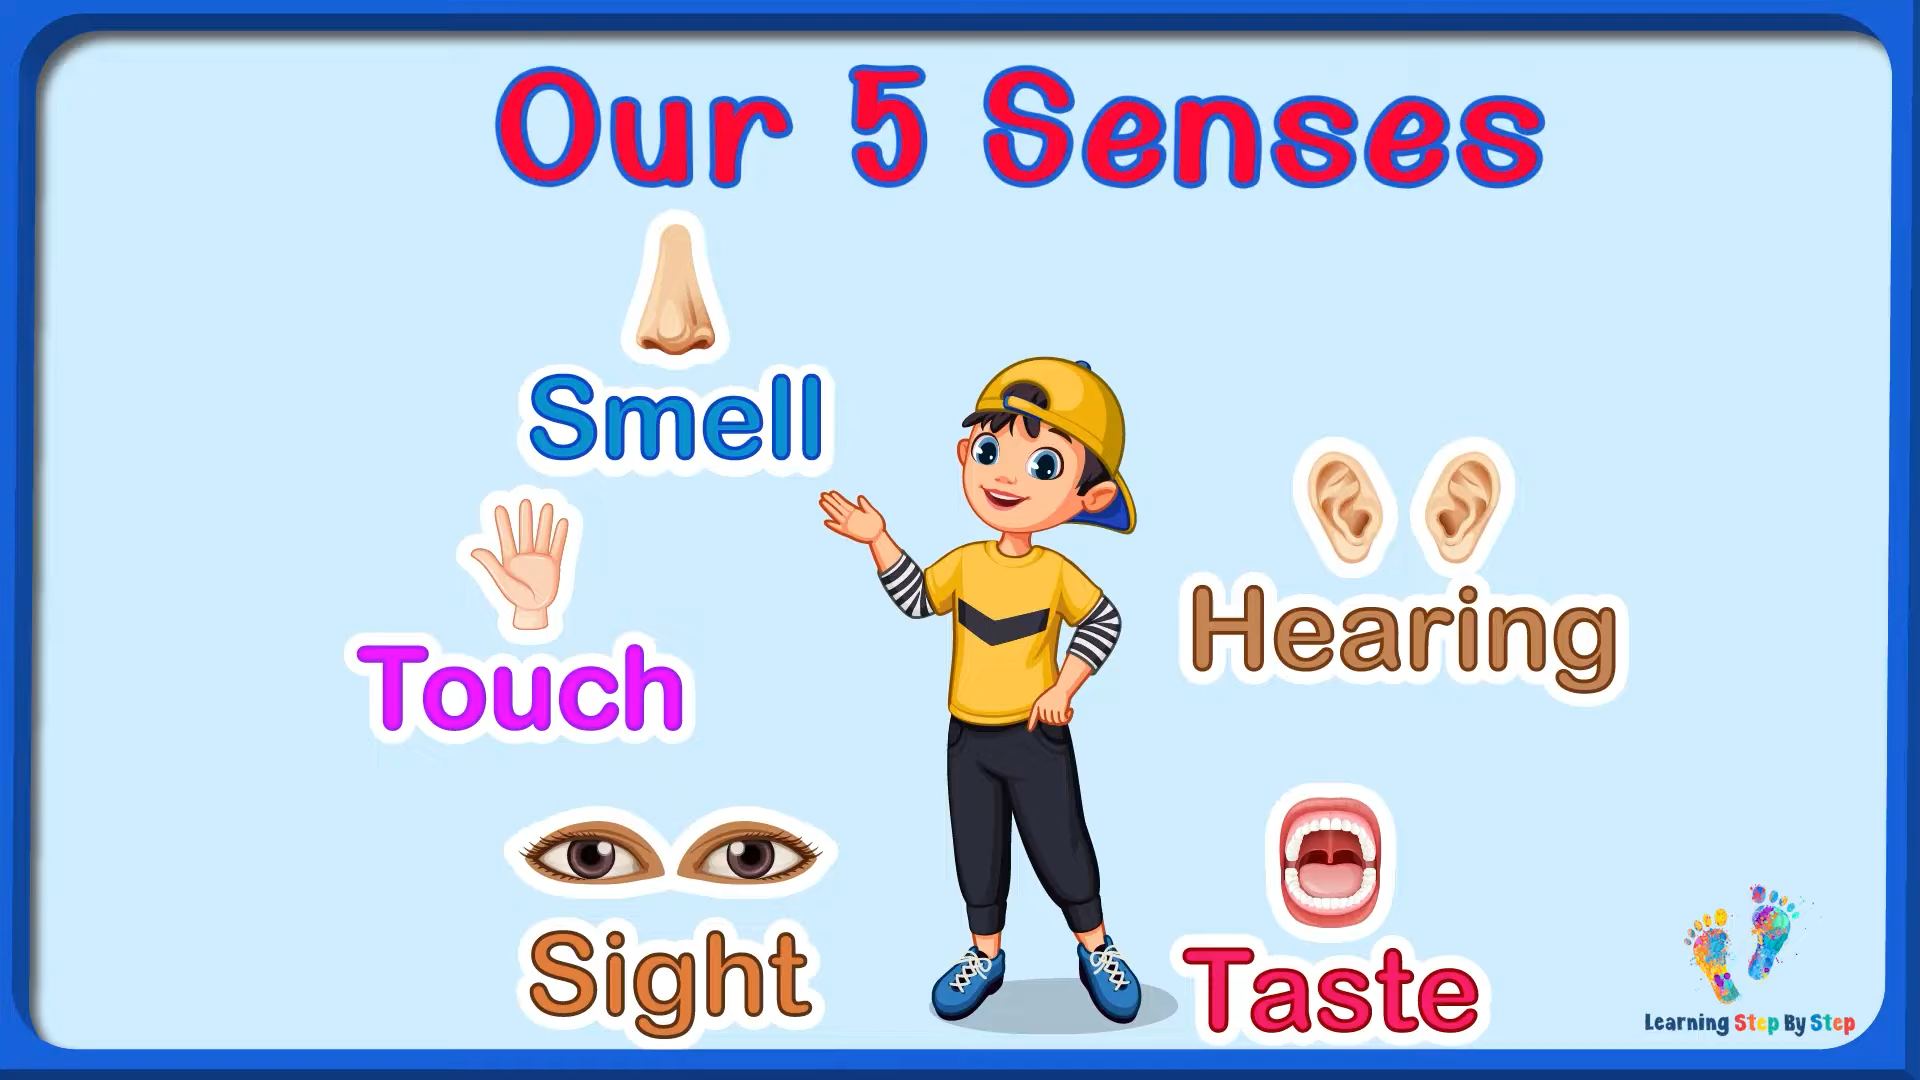 Our 5 Senses
Smell
Touch
Hearing
Sight
Taste
Learning Step By Step